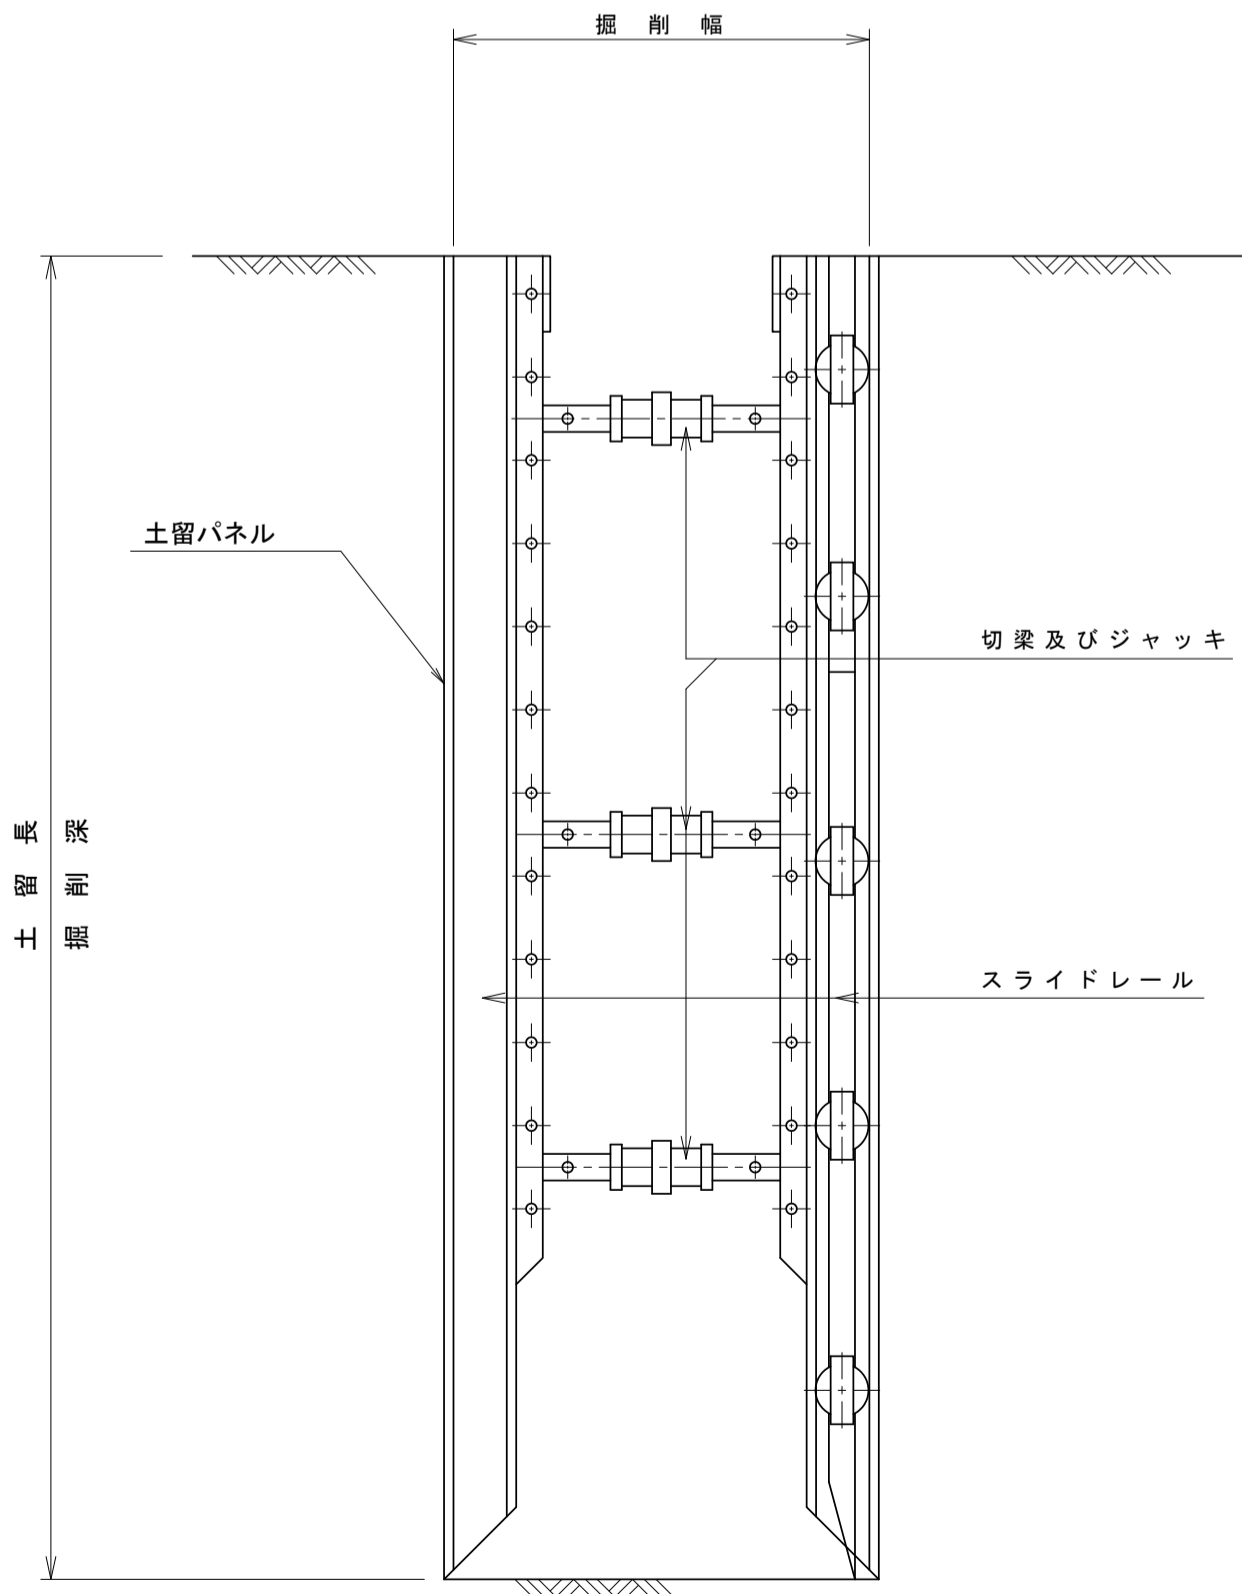 掘削幅
土留パネル
切梁及びジャッキ
土留長
掘削深
スライドレール